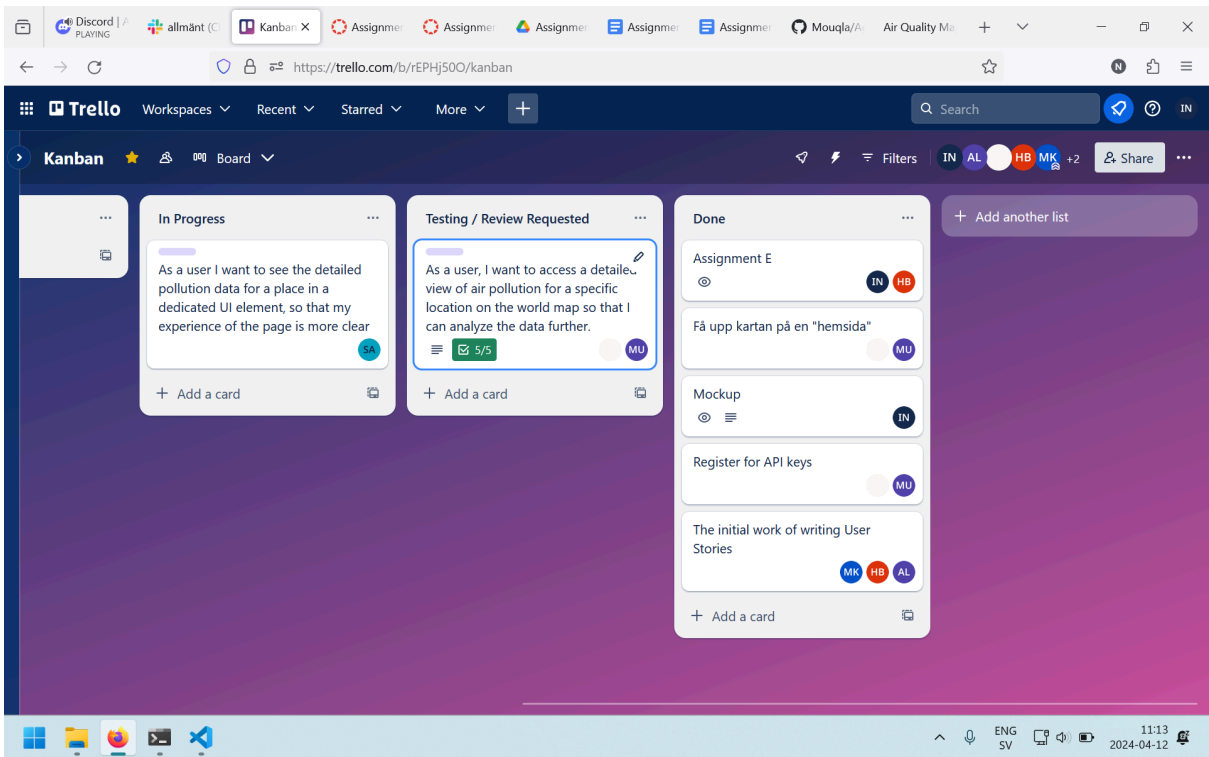 Discord | A
PLAYING
allmänt (C
Kanban
Assignmer
Assignmer
Assignmer
Assignmer
Assignmer
Mouqla/A
Air Quality Ma
https://trello.com/b/rEPHj50O/kanban
N
Trello
Workspaces
Recent
Starred
More
Search
IN
Kanban
Board
Filters
IN AL HB MK +2
Share
In Progress
As a user I want to see the detailed
pollution data for a place in a
dedicated UI element, so that my
experience of the page is more clear
SA
Add a card
Testing / Review Requested
As a user, I want to access a detailed
view of air pollution for a specific
location on the world map so that I
can analyze the data further.
5/5
MU
Add a card
Done
Assignment E
IN HB
Få upp kartan på en "hemsida"
MU
Mockup
IN
Register for API keys
MU
The initial work of writing User
Stories
MK HB AL
Add a card
Add another list
ENG
SV
11:13
2024-04-12